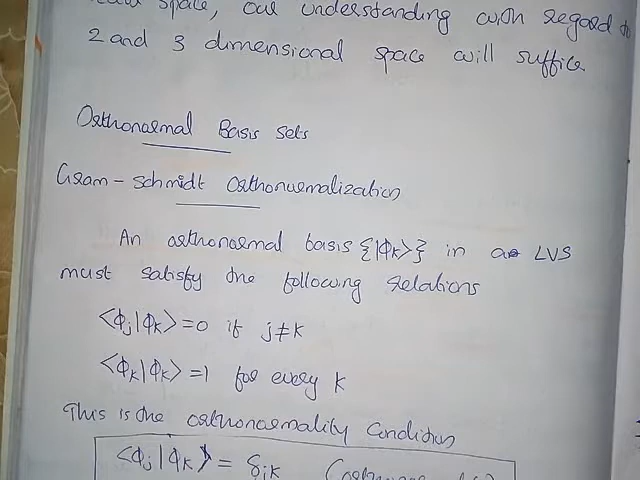 space, our understanding with regard to
2 and 3 dimensional space will suffice
Orthonormal Basis sets
Gram-schmidt orthonormalization
An orthonormal basis {|Φk>} in a LVS
must satisfy the following relations
<Φj|Φk>=0 if j≠k
<Φk|Φk>=1 for every k
This is the orthonormality condition
<Φj|Φk>= δjk